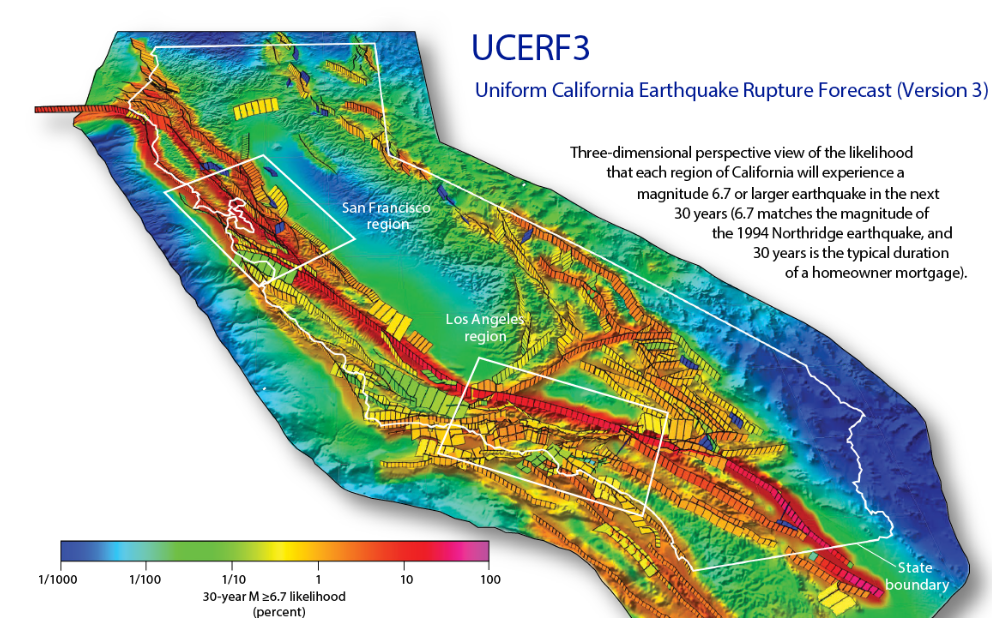 UCERF3
Uniform California Earthquake Rupture Forecast (Version 3)
Three-dimensional perspective view of the likelihood
that each region of California will experience a
magnitude 6.7 or larger earthquake in the next
30 years (6.7 matches the magnitude of
the 1994 Northridge earthquake, and
30 years is the typical duration
of a homeowner mortgage).
San Francisco
region
Los Angeles
region
State
boundary
1/1000 1/100 1/10 1 10 100
30-year M ≥6.7 likelihood
(percent)